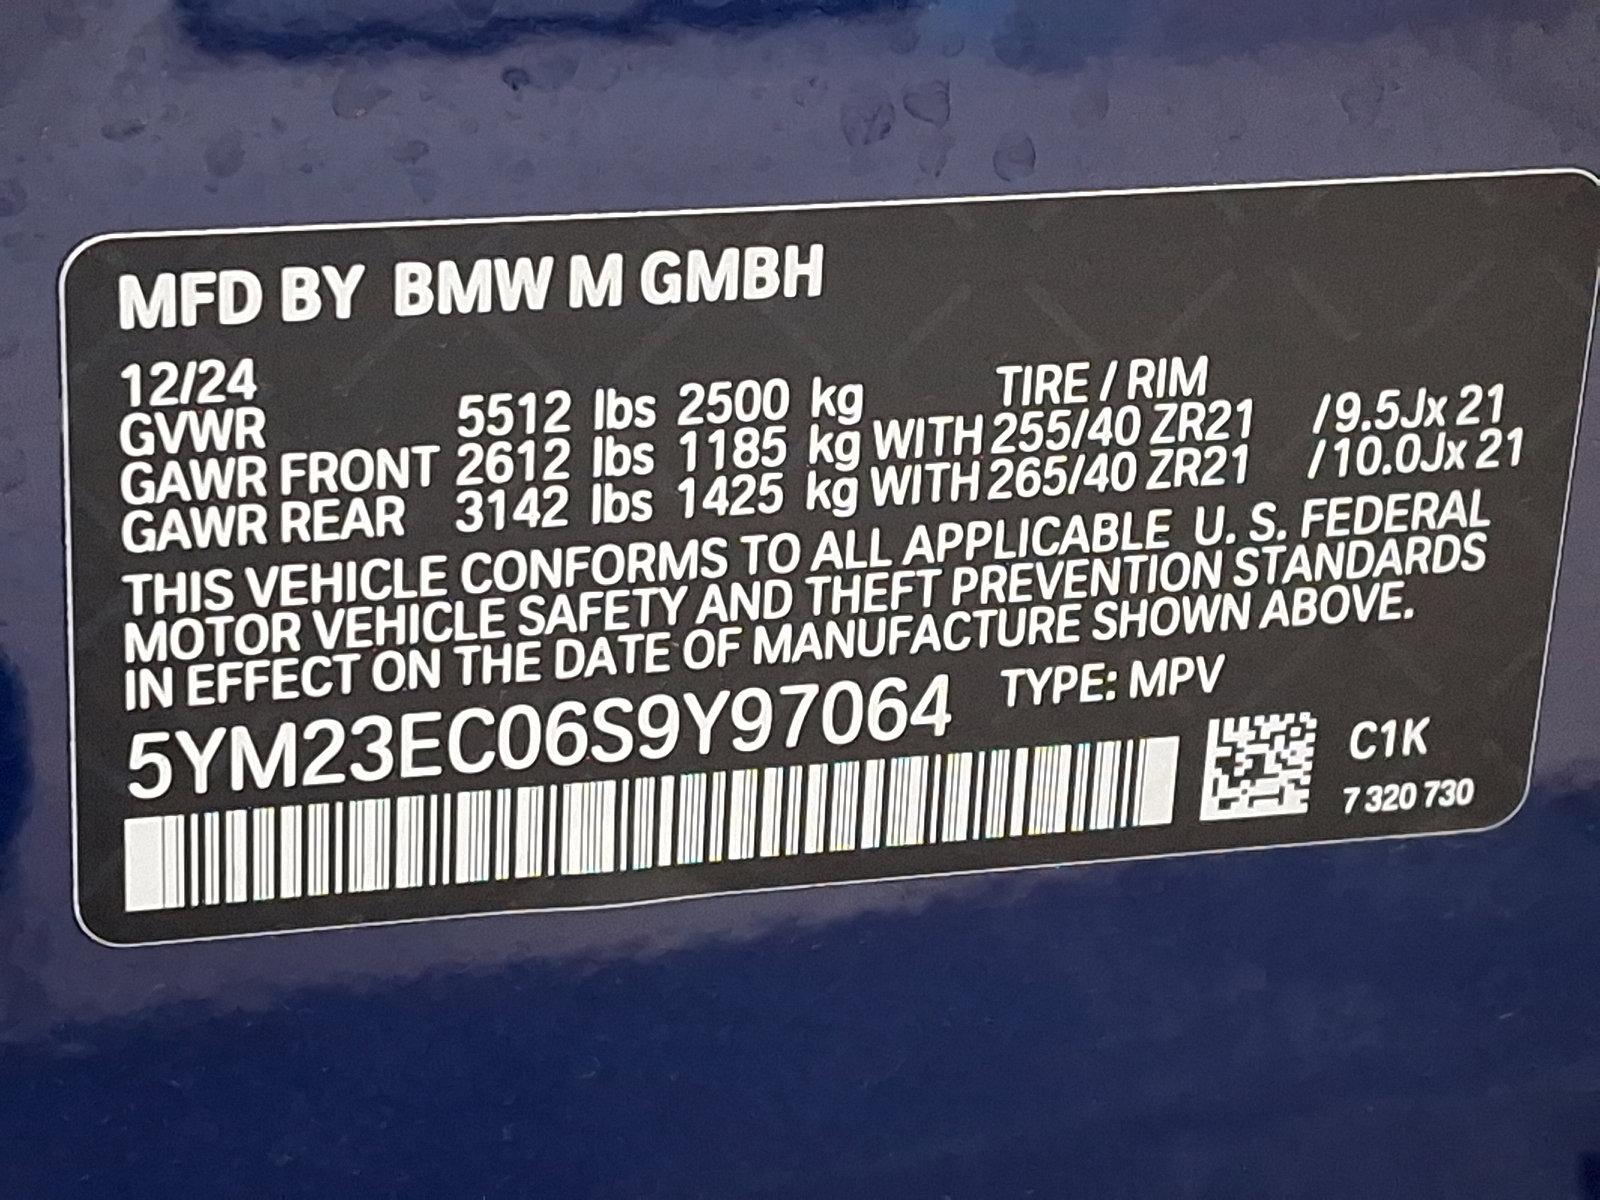 MFD BY BMW M GMBH
12/24 TIRE / RIM
GVWR 5512 lbs 2500 kg
GAWR FRONT 2612 lbs 1185 kg WITH 255/40 ZR21 /9.5Jx 21
GAWR REAR 3142 lbs 1425 kg WITH 265/40 ZR21 /10.0Jx 21
THIS VEHICLE CONFORMS TO ALL APPLICABLE U. S. FEDERAL
MOTOR VEHICLE SAFETY AND THEFT PREVENTION STANDARDS
IN EFFECT ON THE DATE OF MANUFACTURE SHOWN ABOVE.
5YM23EC06S9Y97064 TYPE: MPV
C1K
7 320 730